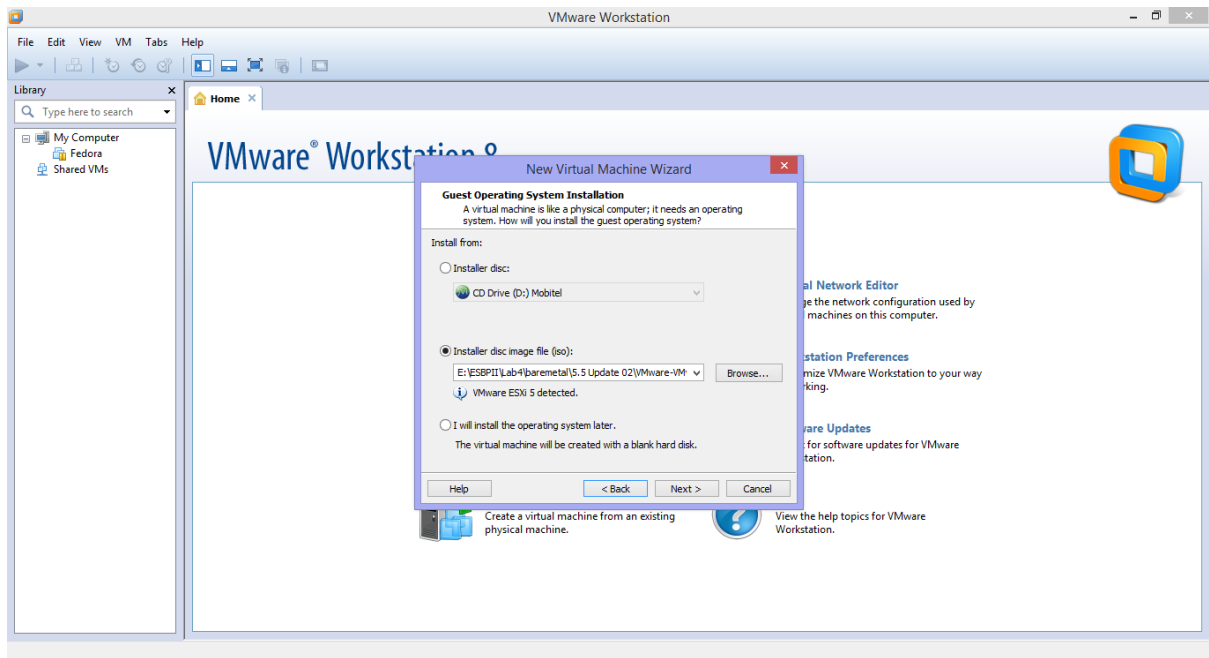 VMware Workstation
File Edit View VM Tabs Help
Library
Type here to search
Home
My Computer
Fedora
Shared VMs
VMware® Workstation 8
New Virtual Machine Wizard
Guest Operating System Installation
A virtual machine is like a physical computer; it needs an operating
system. How will you install the guest operating system?
Install from:
Installer disc:
CD Drive (D:) Mobitel
Installer disc image file (iso):
E:\ESBPII\Lab4\baremetal\5.5 Update 02\VMware-VM
Browse...
VMware ESXi 5 detected.
I will install the operating system later.
The virtual machine will be created with a blank hard disk.
Help
< Back
Next >
Cancel
al Network Editor
ge the network configuration used by
machines on this computer.
station Preferences
mize VMware Workstation to your way
rking.
vare Updates
for software updates for VMware
station.
Create a virtual machine from an existing
physical machine.
View the help topics for VMware
Workstation.